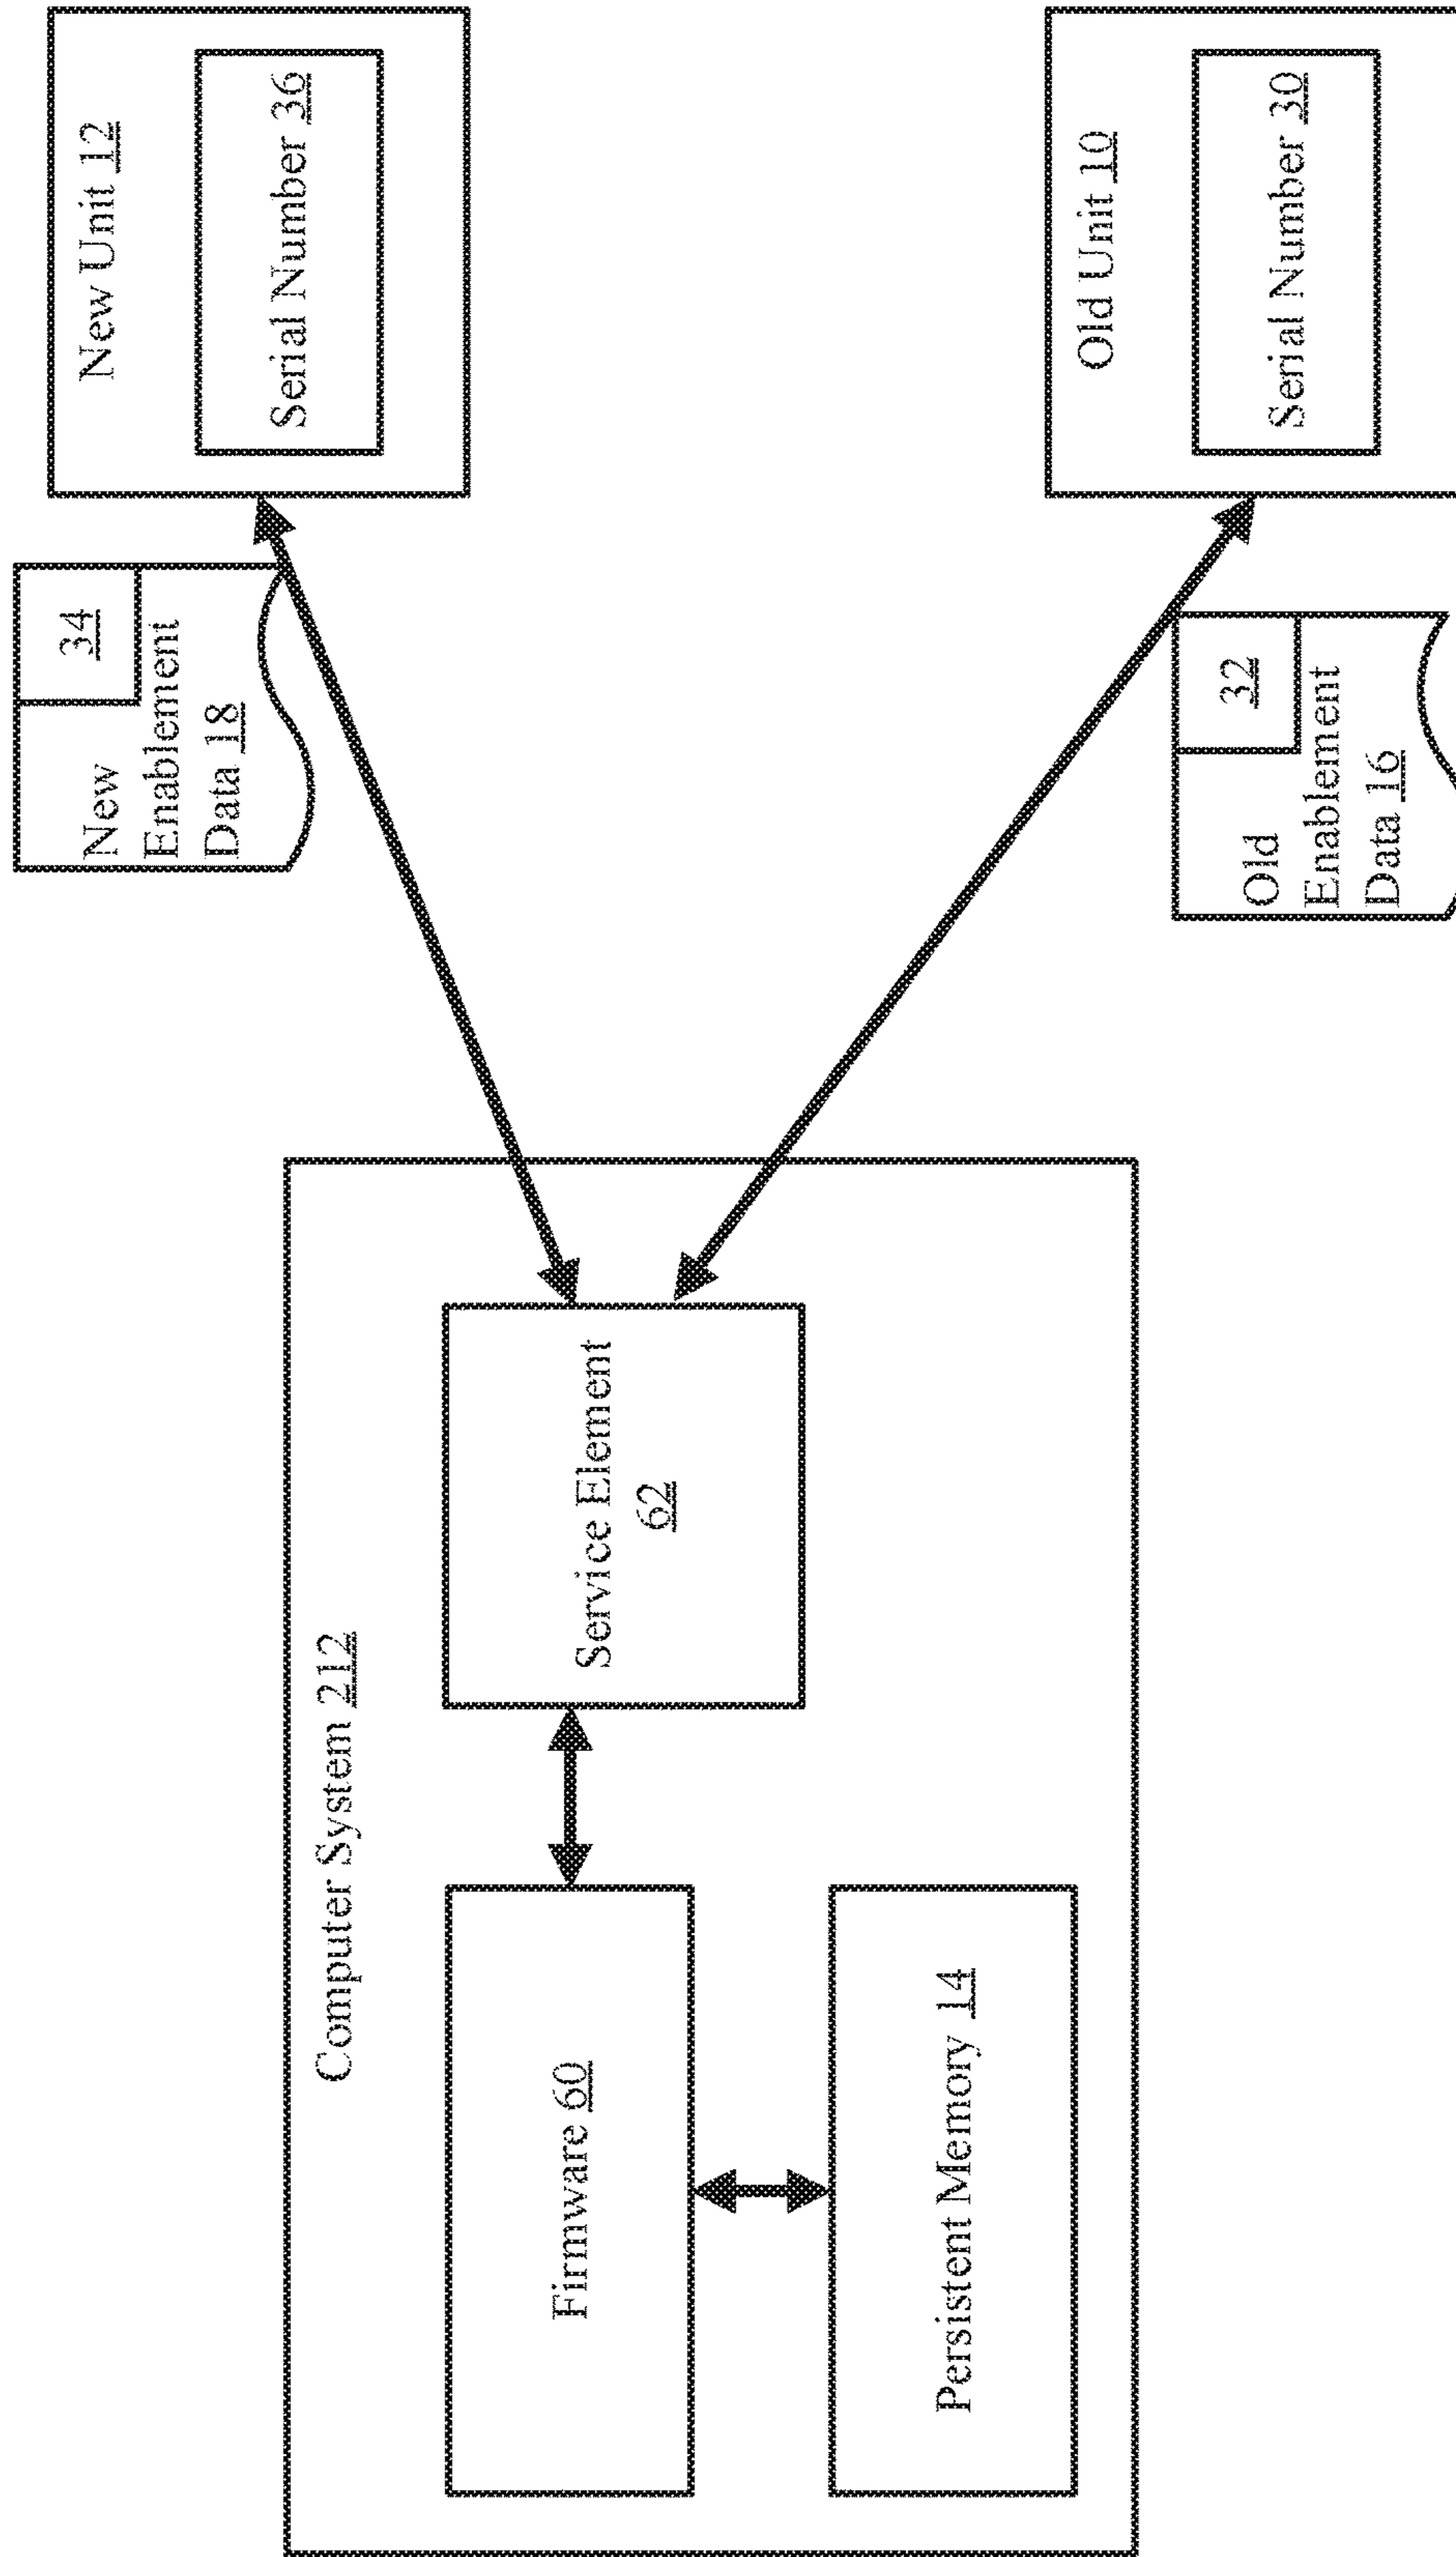 Computer System 212
Firmware 60
Persistent Memory 14
Service Element
62
New
Enablement
Data 18
34
New Unit 12
Serial Number 36
Old
Enablement
Data 16
32
Old Unit 10
Serial Number 30